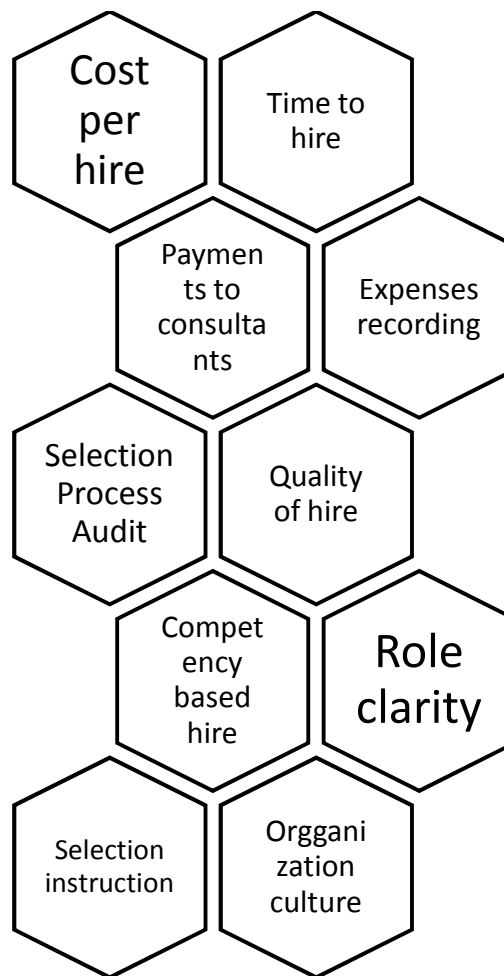 Cost
per
hire
Time to
hire
Paymen
ts to
consulta
nts
Expenses
recording
Selection
Process
Audit
Quality
of hire
Compet
ency
based
hire
Role
clarity
Selection
instruction
Orggani
zation
culture